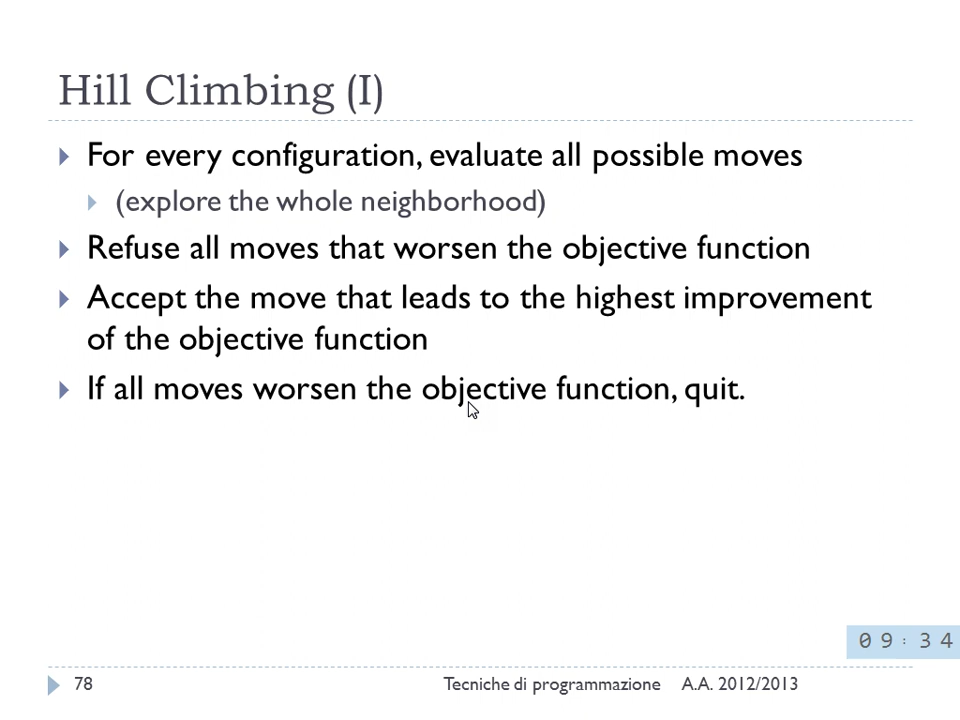 Hill Climbing (I)
For every configuration, evaluate all possible moves
(explore the whole neighborhood)
Refuse all moves that worsen the objective function
Accept the move that leads to the highest improvement
of the objective function
If all moves worsen the objective function, quit.
09:34
78 Tecniche di programmazione A.A. 2012/2013